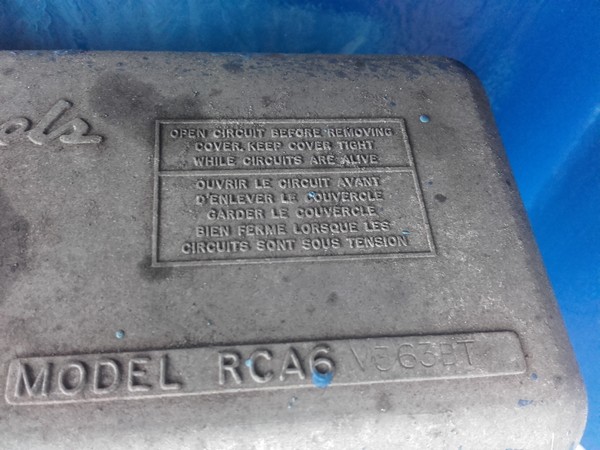 OPEN CIRCUIT BEFORE REMOVING
COVER. KEEP COVER TIGHT
WHILE CIRCUITS ARE ALIVE
OUVRIR LE CIRCUIT AVANT
D'ENLEVER LE COUVERCLE
GARDER LE COUVERCLE
BIEN FERME LORSQUE LES
CIRCUITS SONT SOUS TENSION
MODEL RCA6